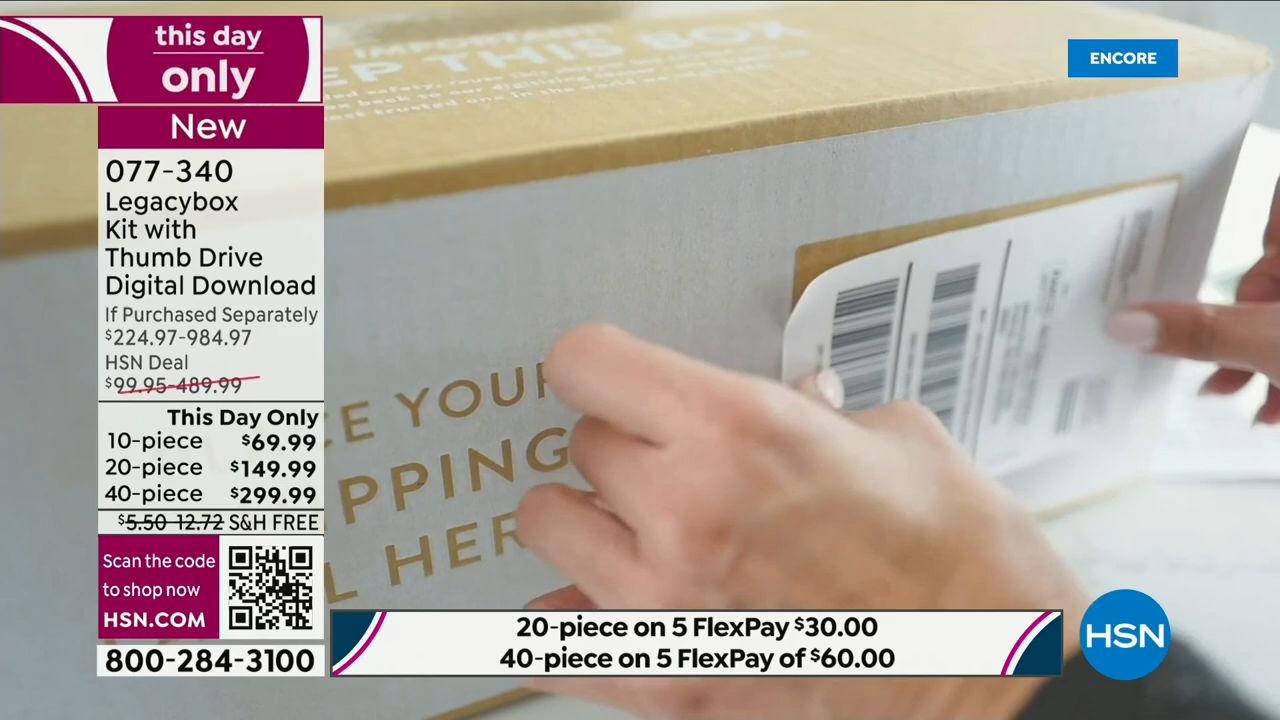 this day
only
New
077-340
Legacybox
Kit with
Thumb Drive
Digital Download
If Purchased Separately
$224.97-984.97
HSN Deal
$99.95-489.99
This Day Only
10-piece $69.99
20-piece $149.99
40-piece $299.99
$5.50-12.72 S&H FREE
Scan the code
to shop now
HSN.COM
800-284-3100
ENCORE
IMPORTANT
THIS BOX
YOUR
HERE
20-piece on 5 FlexPay $30.00
40-piece on 5 FlexPay of $60.00
HSN